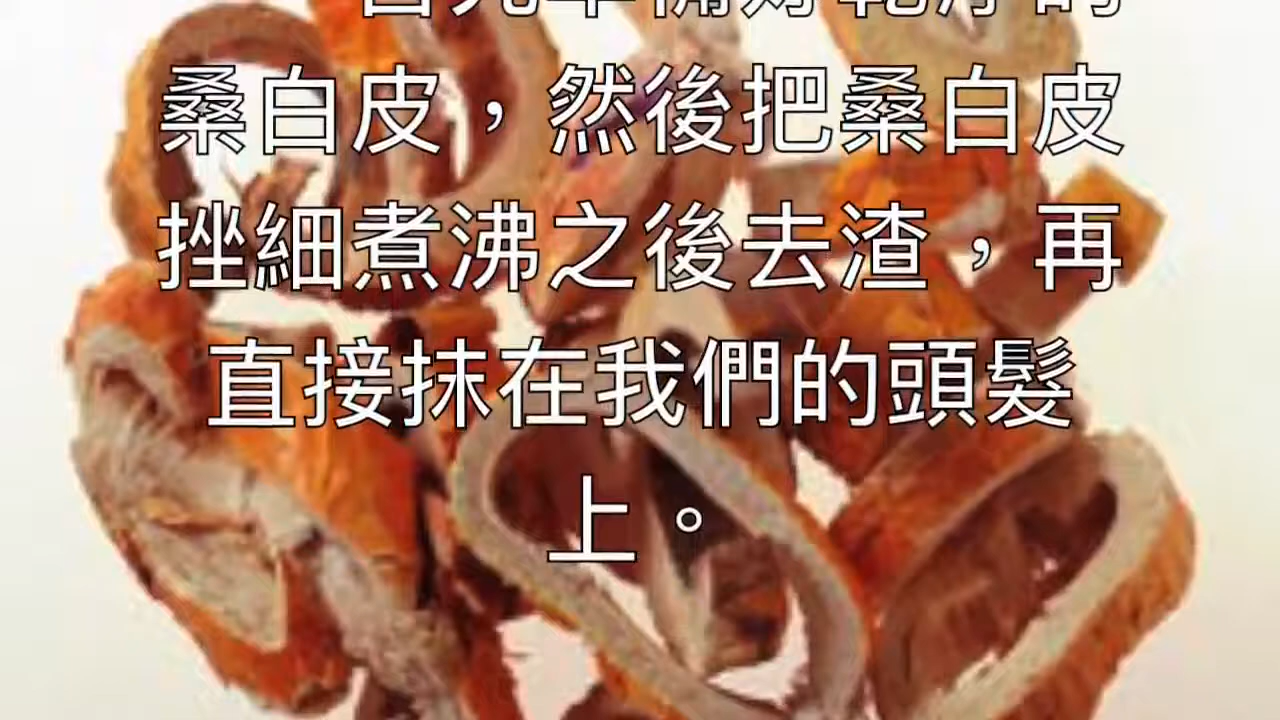 桑白皮，然後把桑白皮
挫細煮沸之後去渣，再
直接抹在我們的頭髮
上。